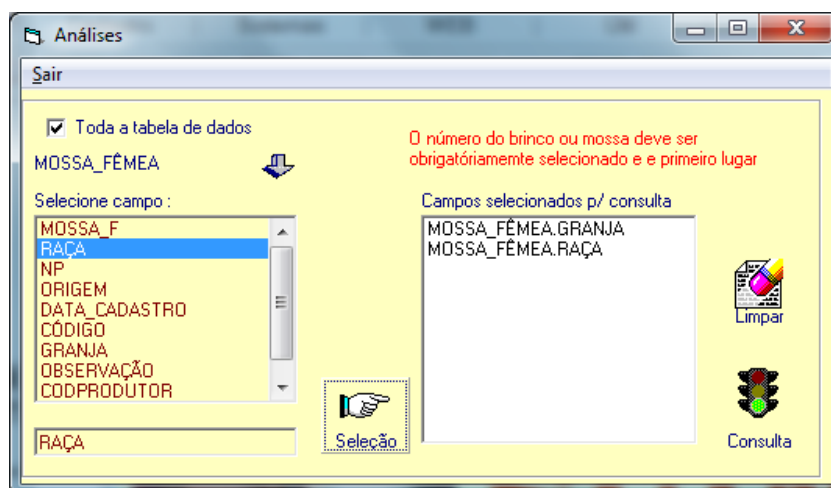 Análises
Sair
Toda a tabela de dados
O número do brinco ou mossa deve ser
obrigatóriamemte selecionado e e primeiro lugar
MOSSA_FÊMEA
Selecione campo :
Campos selecionados p/ consulta
MOSSA_F
RAÇA
NP
ORIGEM
DATA_CADASTRO
CÓDIGO
GRANJA
OBSERVAÇÃO
CODPRODUTOR
MOSSA_FÊMEA.GRANJA
MOSSA_FÊMEA.RAÇA
Limpar
RAÇA
Seleção
Consulta